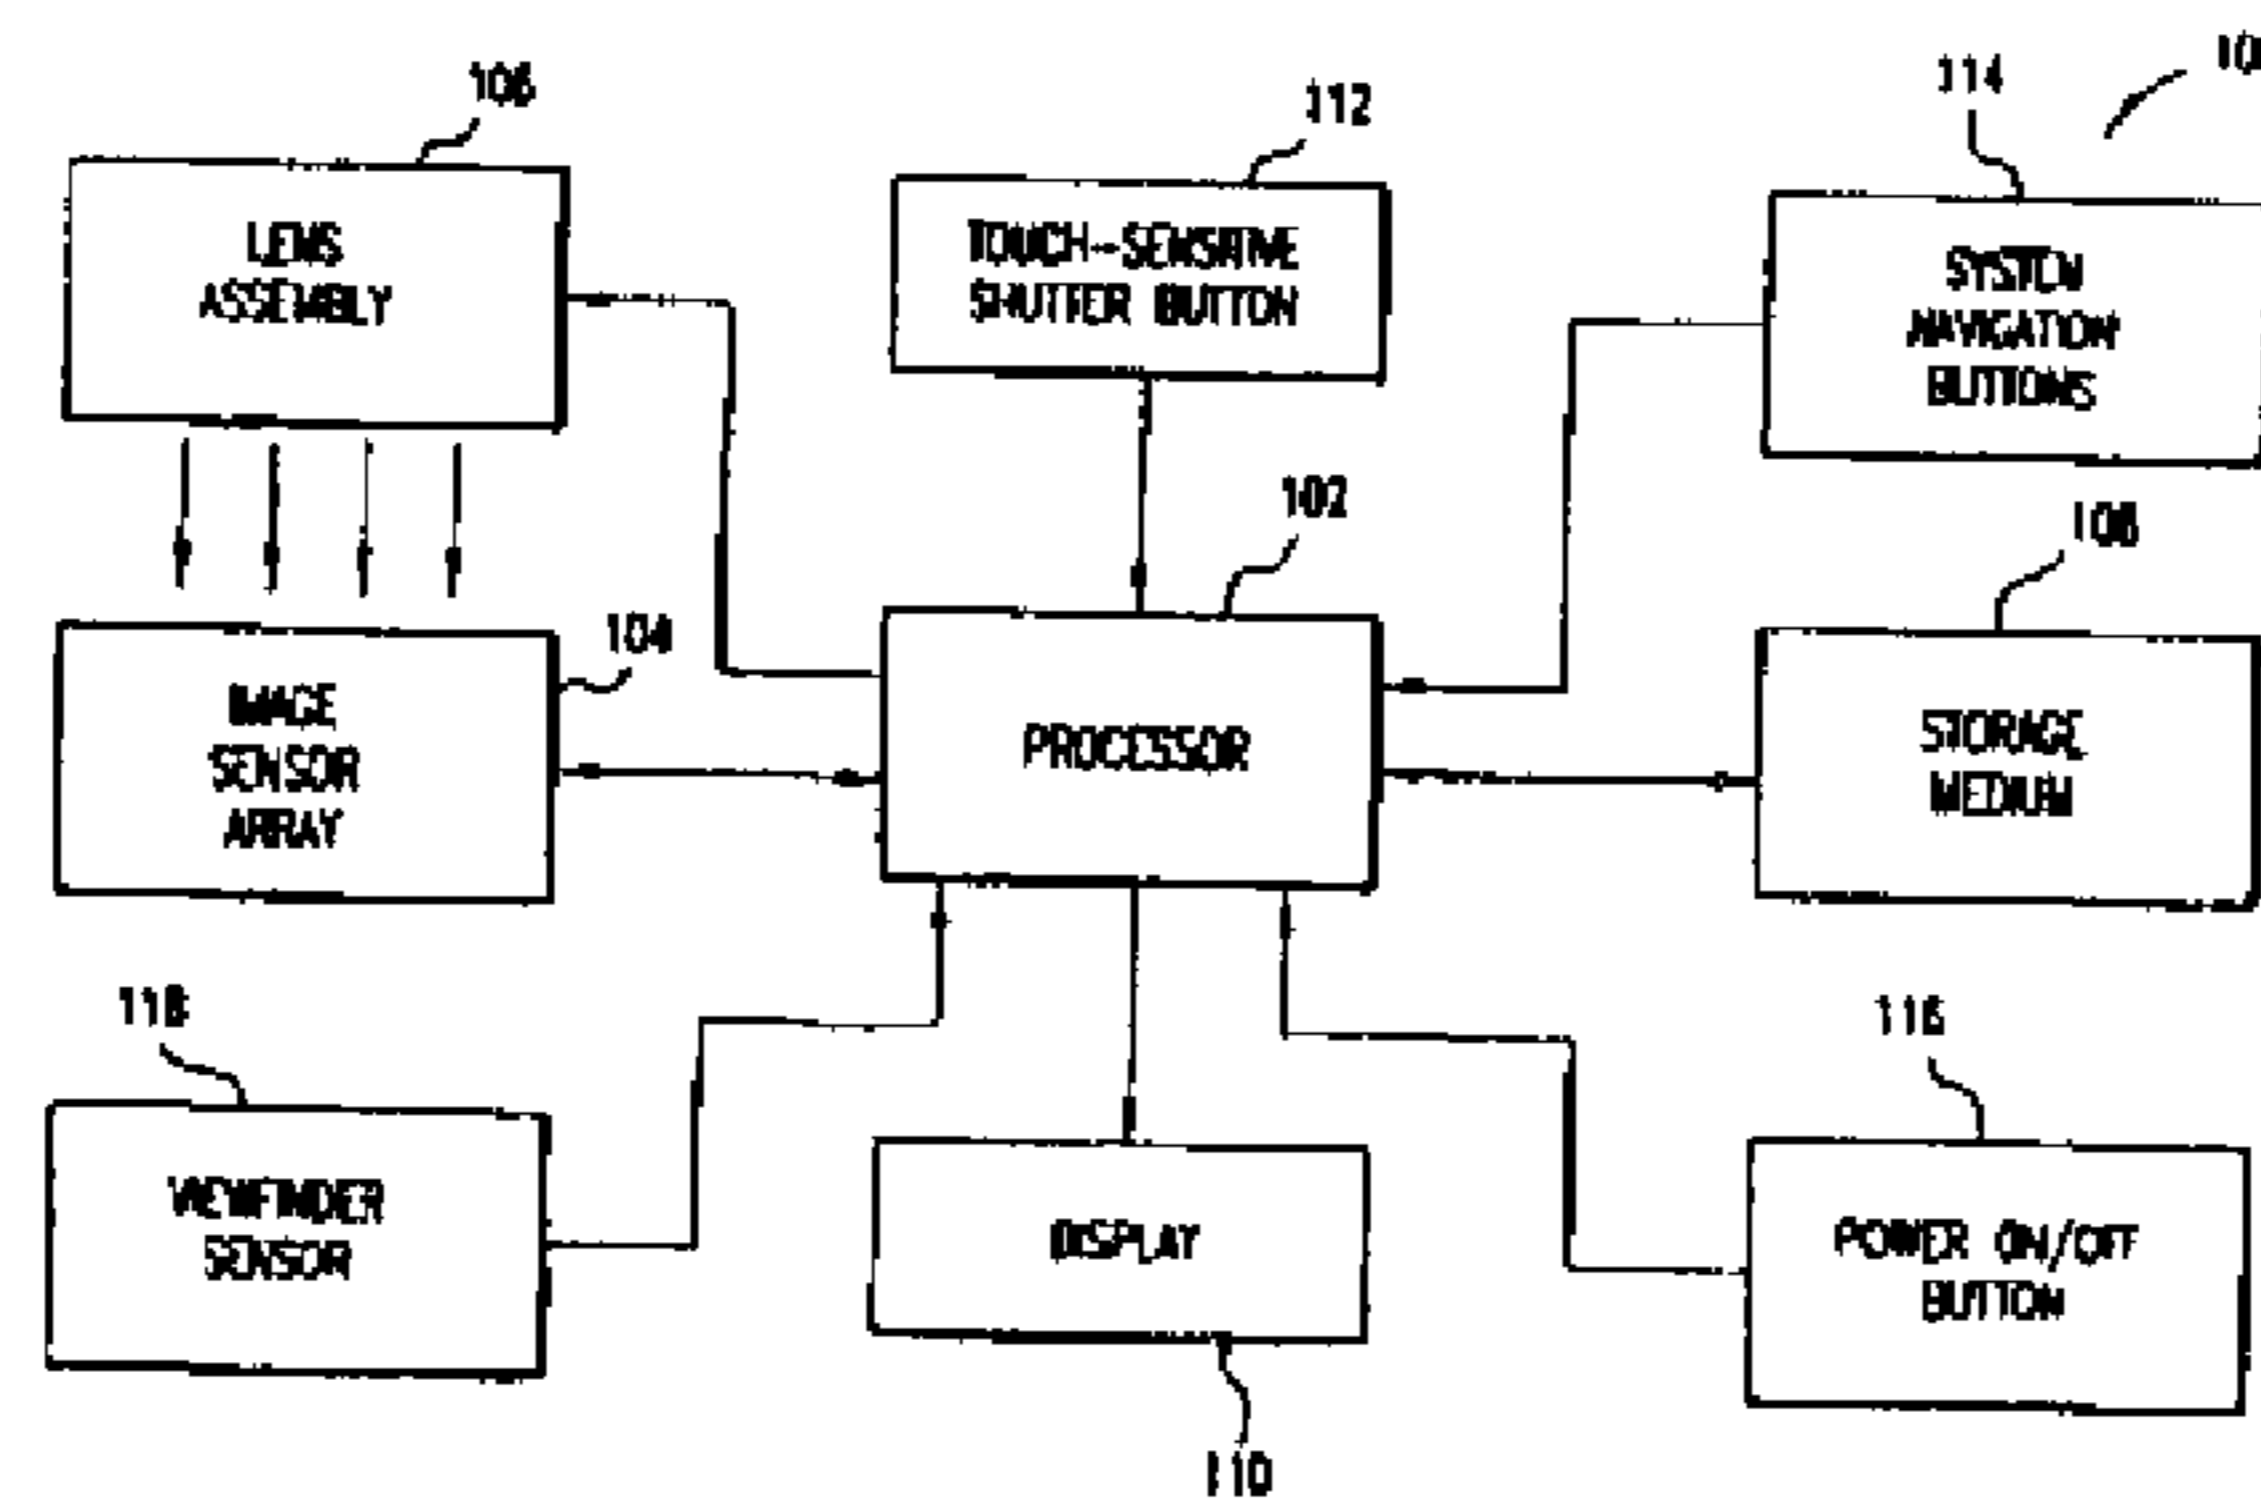 106
112
114
LENS
ASSEMBLY
TOUCH-SENSITIVE
SHUTTER BUTTON
SYSTEM
NAVIGATION
BUTTONS
102
108
104
IMAGE
SENSOR
ARRAY
PROCESSOR
STORAGE
MEDIUM
118
116
VIEWFINDER
SENSOR
DISPLAY
POWER ON/OFF
BUTTON
110